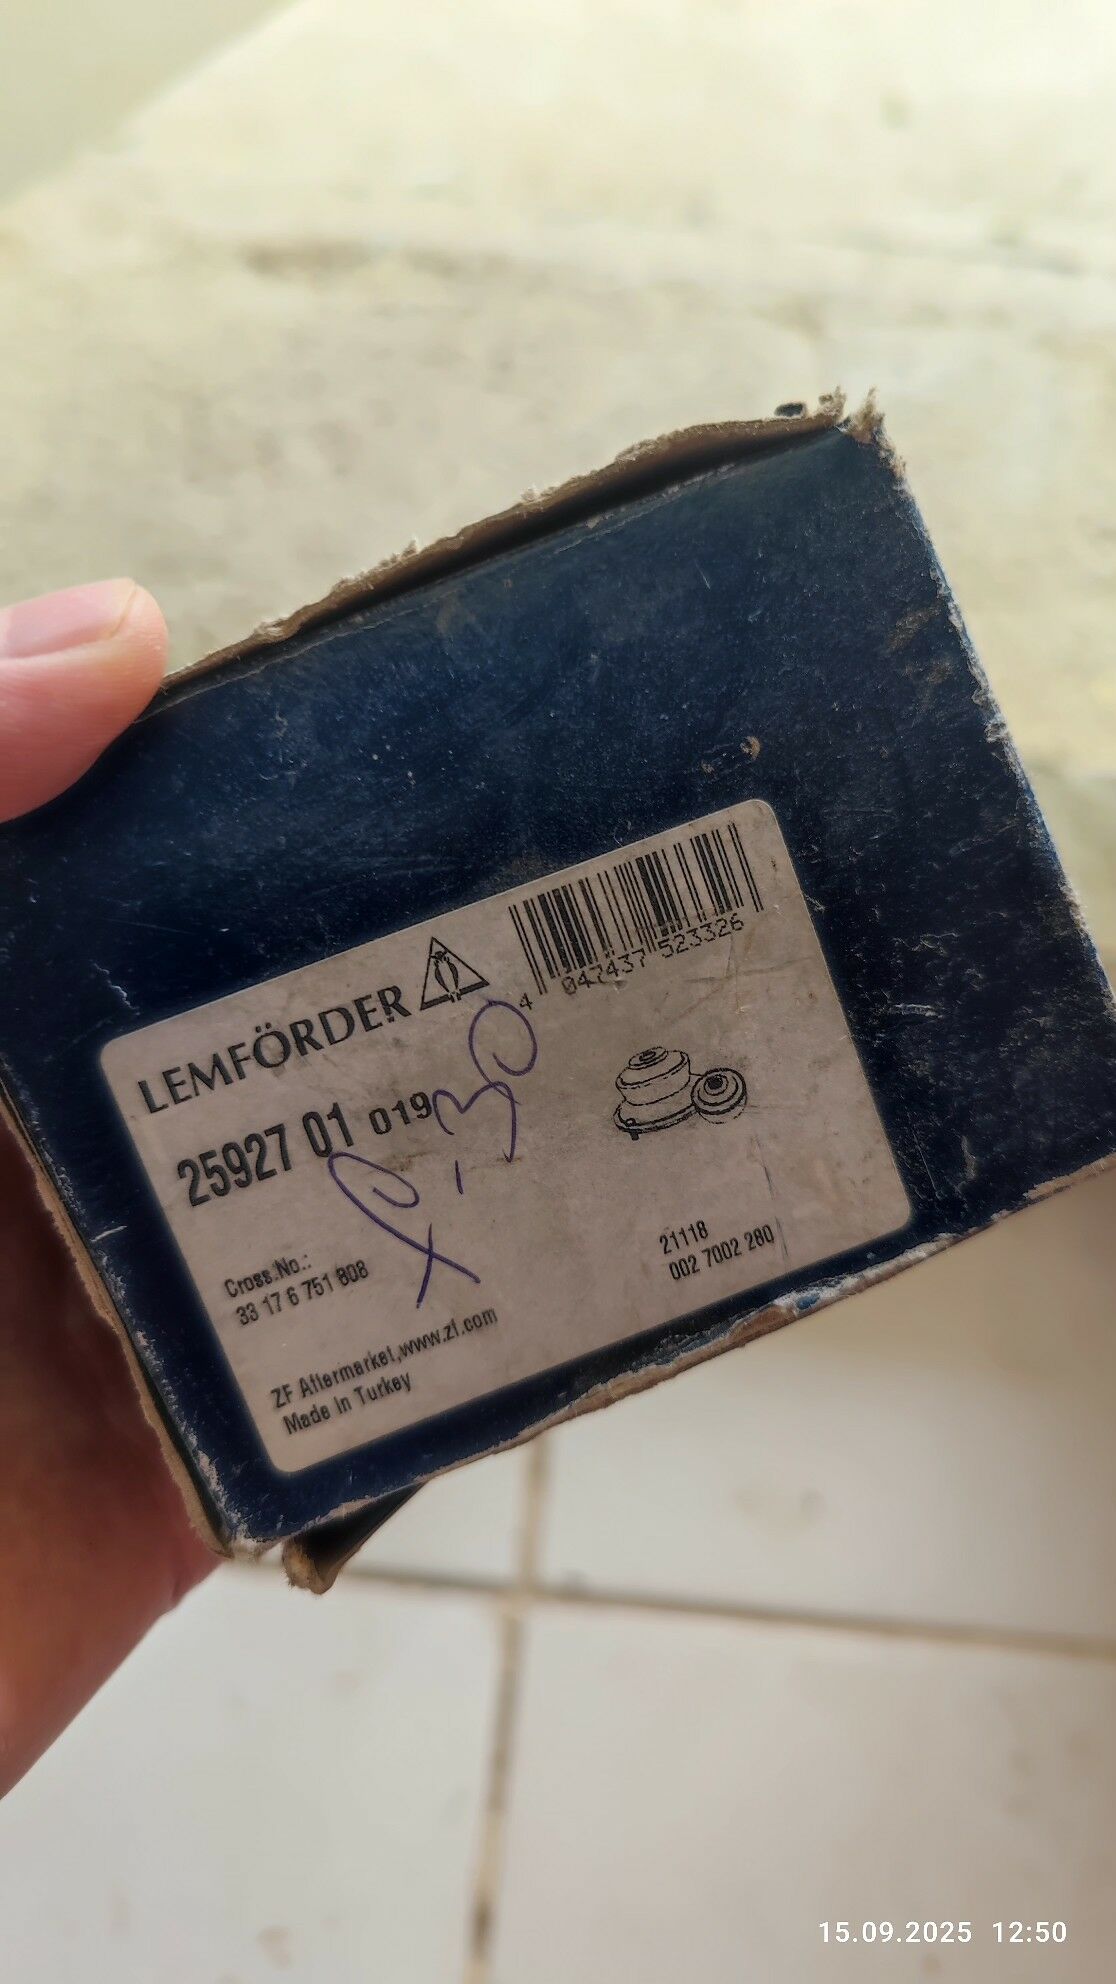 LEMFÖRDER
4 047437 523326
25927 01 019
Cross.No.:
33 17 6 751 808
21118
002 7002 280
ZF Aftermarket,www.zf.com
Made in Turkey
15.09.2025 12:50